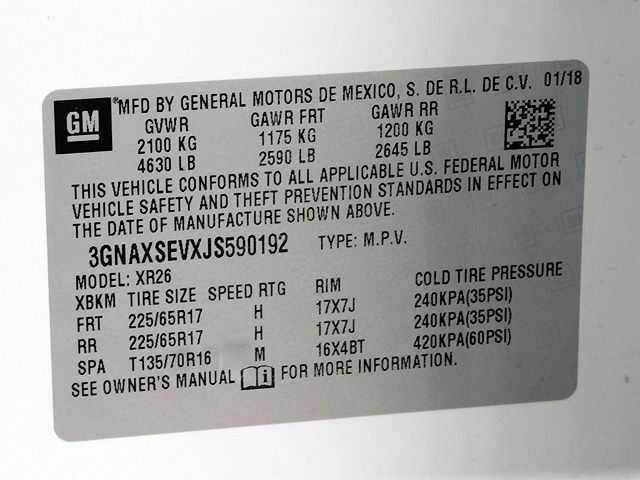 GM
MFD BY GENERAL MOTORS DE MEXICO, S. DE R.L. DE C.V. 01/18
GVWR GAWR FRT GAWR RR
2100 KG 1175 KG 1200 KG
4630 LB 2590 LB 2645 LB
THIS VEHICLE CONFORMS TO ALL APPLICABLE U.S. FEDERAL MOTOR
VEHICLE SAFETY AND THEFT PREVENTION STANDARDS IN EFFECT ON
THE DATE OF MANUFACTURE SHOWN ABOVE.
3GNAXSEVXJS590192 TYPE: M.P.V.
MODEL: XR26
XBKM TIRE SIZE SPEED RTG RIM COLD TIRE PRESSURE
FRT 225/65R17 H 17X7J 240KPA(35PSI)
RR 225/65R17 H 17X7J 240KPA(35PSI)
SPA T135/70R16 M 16X4BT 420KPA(60PSI)
SEE OWNER'S MANUAL FOR MORE INFORMATION.